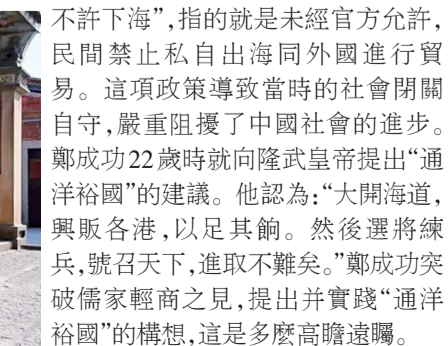 不許下海”,指的就是未經官方允許,
民間禁止私自出海同外國進行貿
易。這項政策導致當時的社會閉關
自守,嚴重阻擾了中國社會的進步。
鄭成功22歲時就向隆武皇帝提出“通
洋裕國”的建議。他認為:“大開海道,
興販各港,以足其餉。然後選將練
兵,號召天下,進取不難矣。”鄭成功突
破儒家輕商之見,提出并實踐“通洋
裕國”的構想,這是多麽高瞻遠矚。